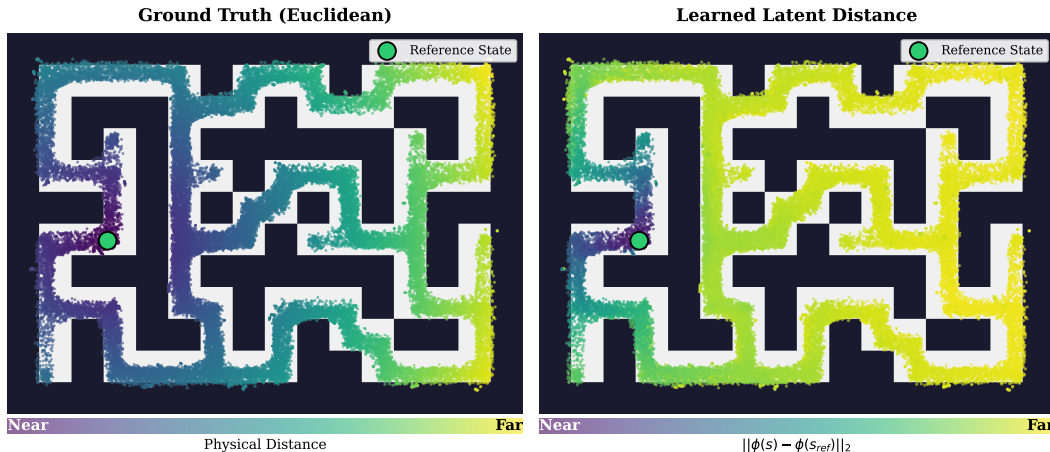 Ground Truth (Euclidean)
Reference State
Near
Far
Physical Distance
Learned Latent Distance
Reference State
Near
Far
||ϕ(s) − ϕ(s_ref)||₂